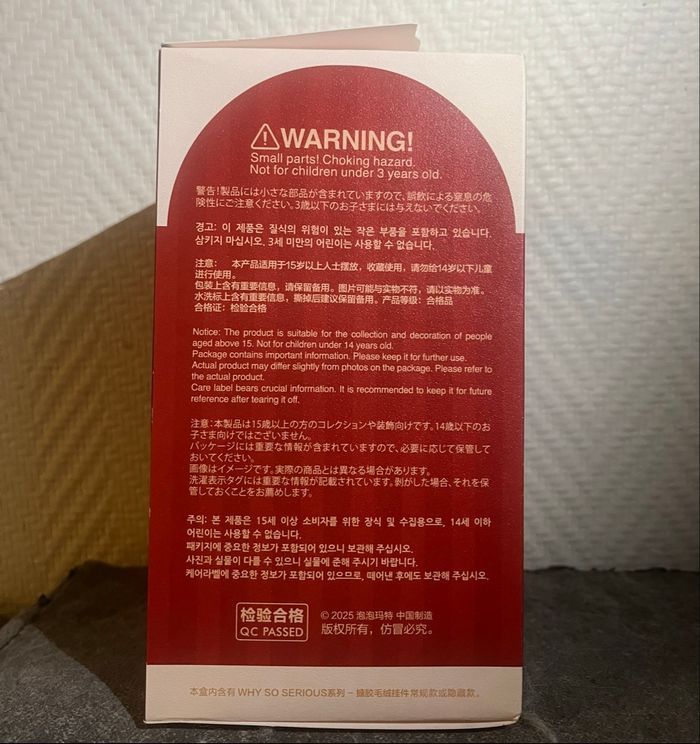 WARNING!
Small parts! Choking hazard.
Not for children under 3 years old.
警告!製品には小さな部品が含まれていますので、誤飲による窒息の危
険性にご注意ください。3歳以下のお子さまには与えないでください。
경고: 이 제품은 질식의 위험이 있는 작은 부품을 포함하고 있습니다.
삼키지 마십시오. 3세 미만의 어린이는 사용할 수 없습니다.
注意: 本产品适用于15岁以上人士摆放，收藏使用，请勿给14岁以下儿童
进行使用。
包装上含有重要信息，请保留备用。图片可能与实物不符，请以实物为准。
水洗标上含有重要信息，撕掉后建议保留备用。产品等级：合格品
合格证：检验合格
Notice: The product is suitable for the collection and decoration of people
aged above 15. Not for children under 14 years old.
Package contains important information. Please keep it for further use.
Actual product may differ slightly from photos on the package. Please refer to
the actual product.
Care label bears crucial information. It is recommended to keep it for future
reference after tearing it off.
注意:本製品は15歳以上の方のコレクションや装飾向けです。14歳以下のお
子さま向けではございません。
パッケージには重要な情報が含まれていますので、必要に応じて保管して
おいてください。
画像はイメージです。実際の商品とは異なる場合があります。
洗濯表示タグには重要な情報が記載されています。剥がした場合、それを保
管しておくことをお薦めします。
주의: 본 제품은 15세 이상 소비자를 위한 장식 및 수집용으로, 14세 이하
어린이는 사용할 수 없습니다.
패키지에 중요한 정보가 포함되어 있으니 보관해 주십시오.
사진과 실물이 다를 수 있으니 실물에 준해 주시기 바랍니다.
케어라벨에 중요한 정보가 포함되어 있으므로, 떼어낸 후에도 보관해 주십시오.
检验合格
QC PASSED
© 2025 泡泡玛特 中国制造
版权所有，仿冒必究。
本盒内含有 WHY SO SERIOUS系列 - 搪胶毛绒挂件常规款或隐藏款。